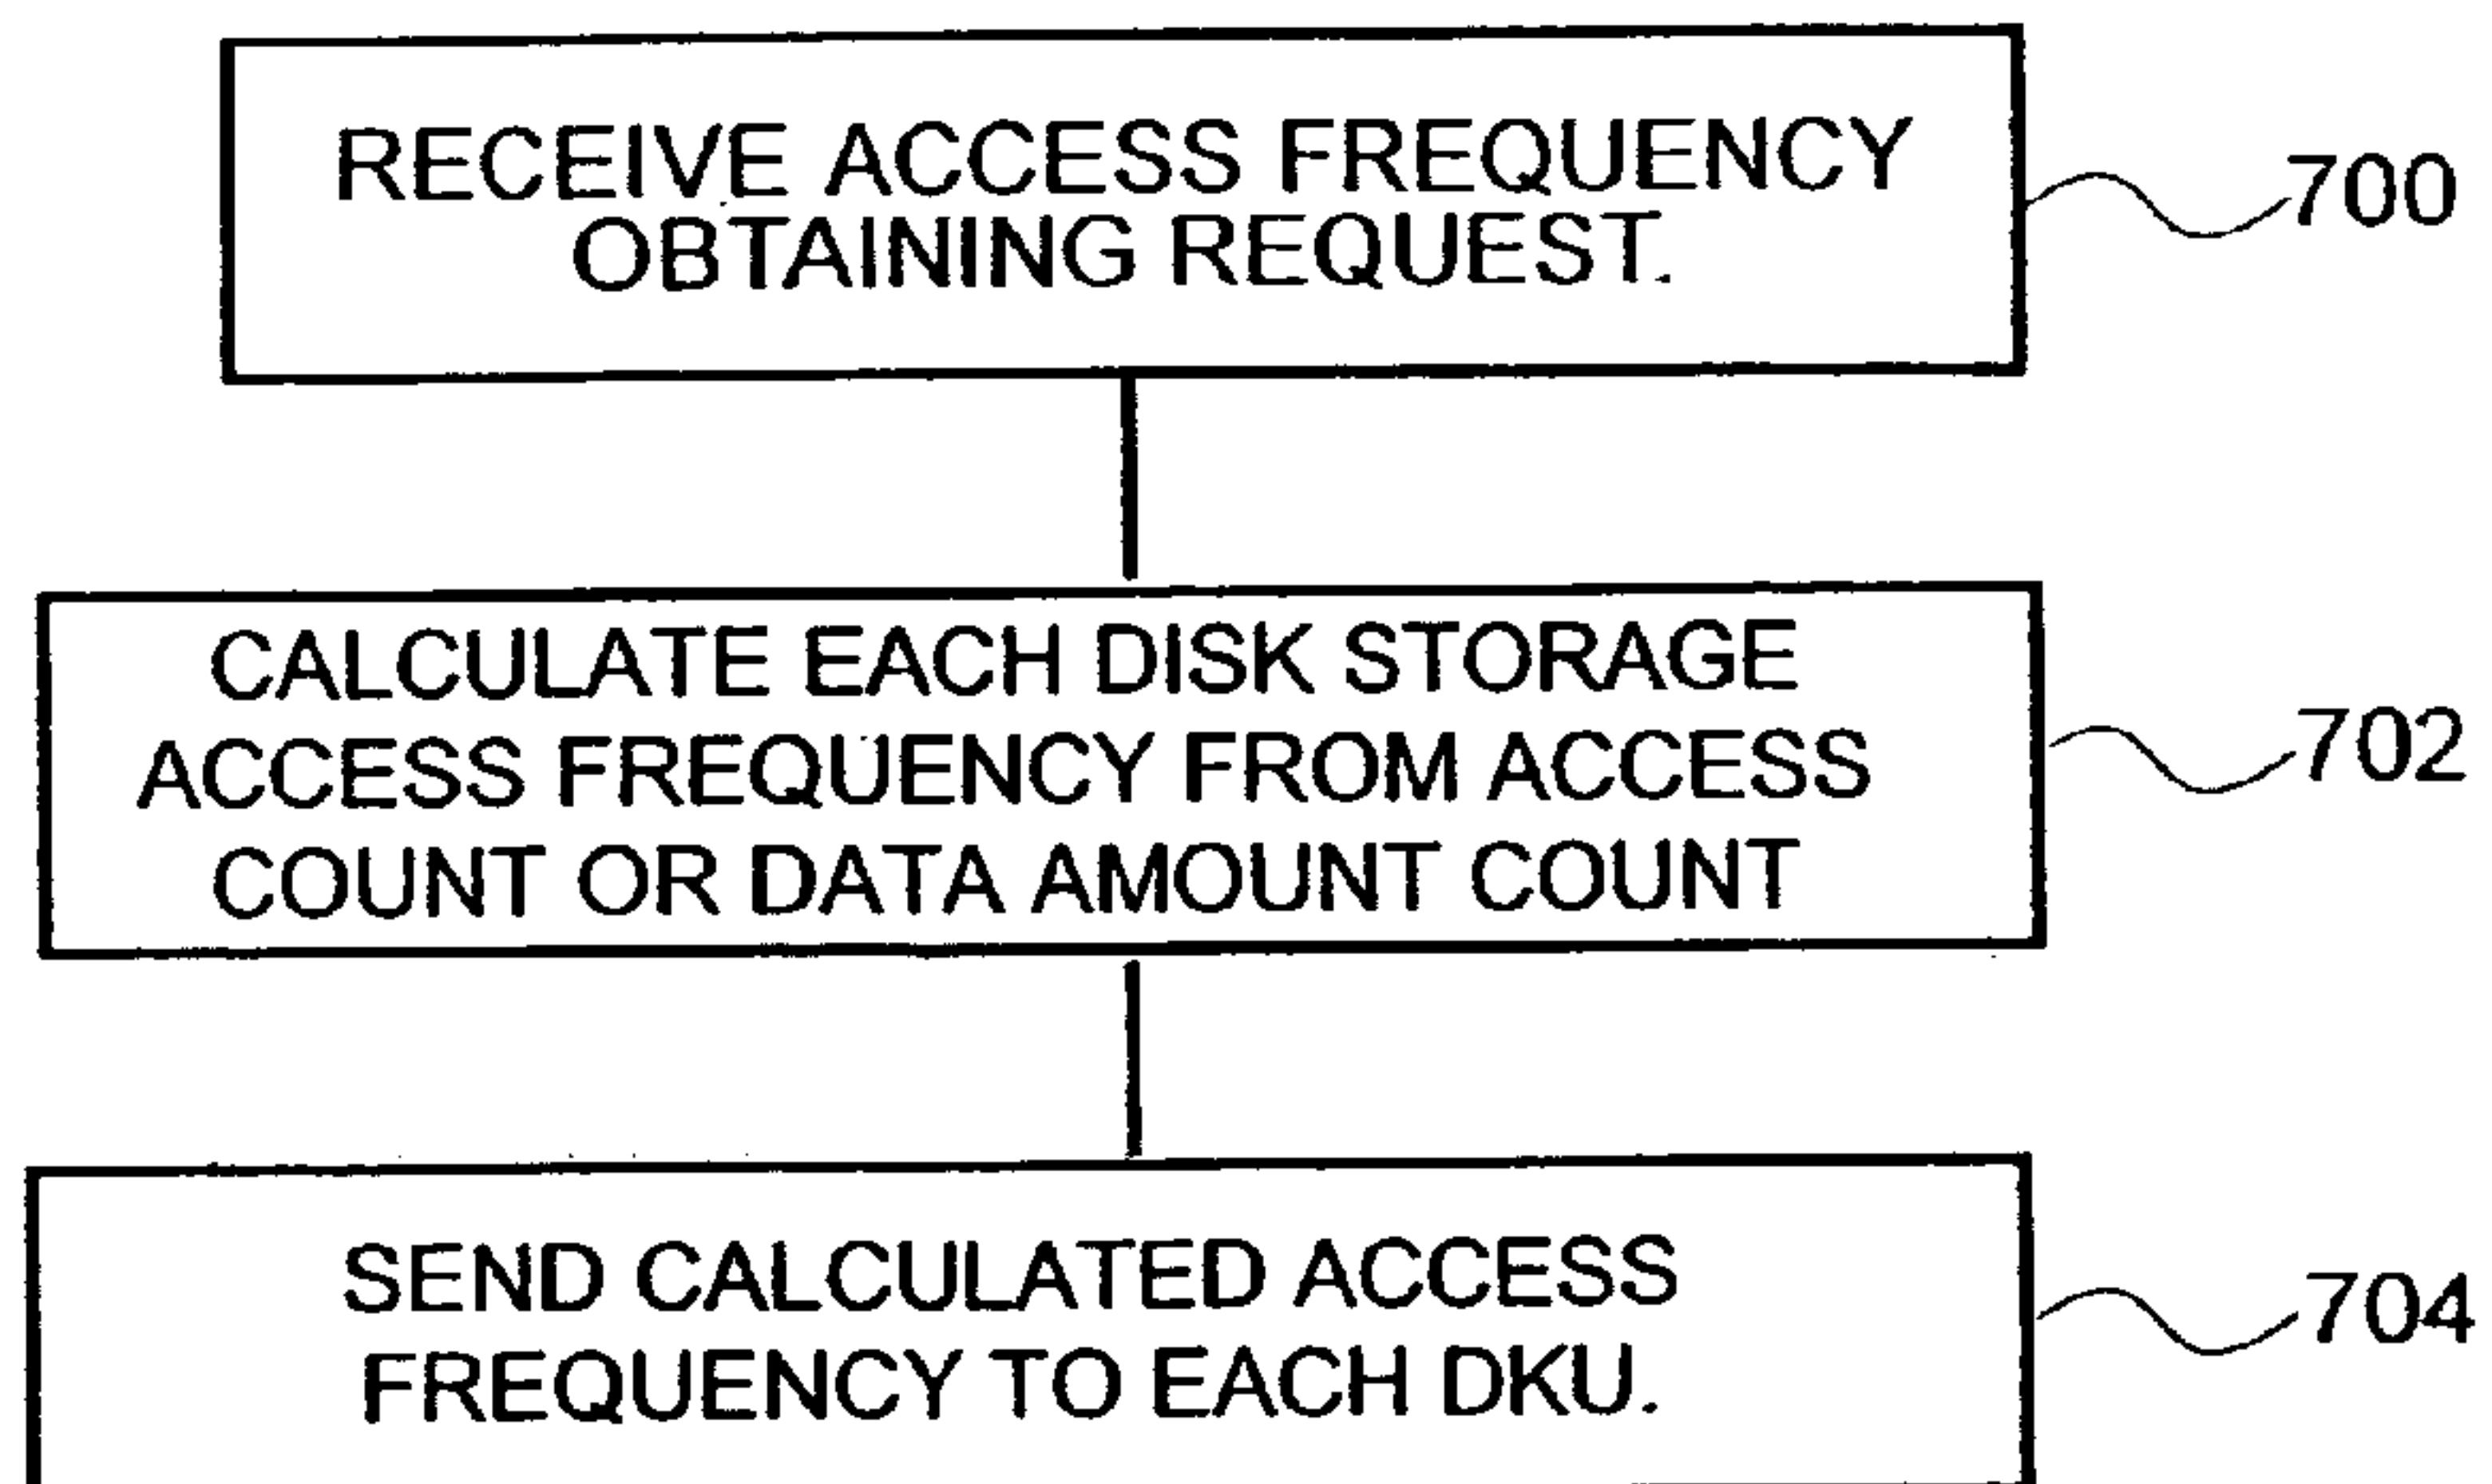 RECEIVE ACCESS FREQUENCY
OBTAINING REQUEST.
700
CALCULATE EACH DISK STORAGE
ACCESS FREQUENCY FROM ACCESS
COUNT OR DATA AMOUNT COUNT
702
SEND CALCULATED ACCESS
FREQUENCY TO EACH DKU.
704